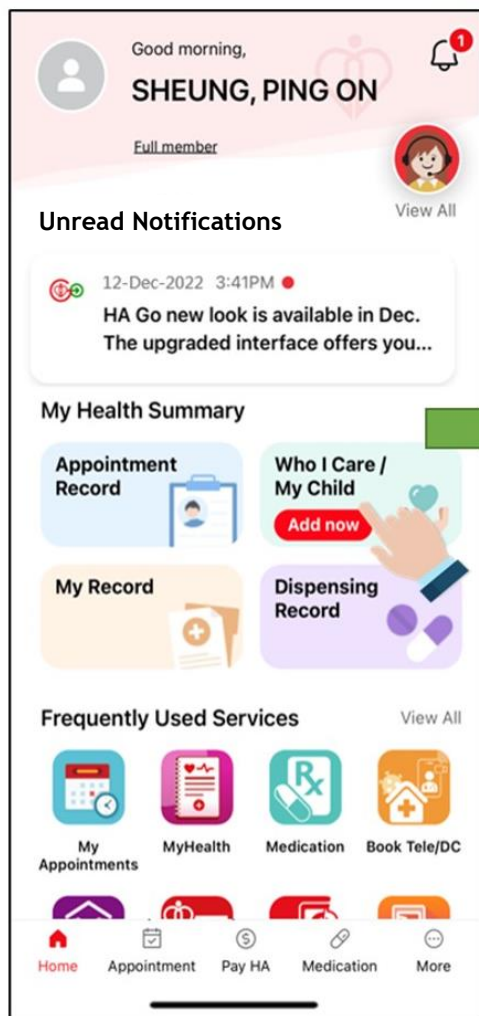 Good morning,
1
SHEUNG, PING ON
Full member
Unread Notifications
View All
12-Dec-2022 3:41PM
HA Go new look is available in Dec.
The upgraded interface offers you...
My Health Summary
Appointment
Record
Who I Care /
My Child
Add now
My Record
Dispensing
Record
Frequently Used Services
View All
My
Appointments
MyHealth
Medication
Book Tele/DC
Home
Appointment
Pay HA
Medication
More